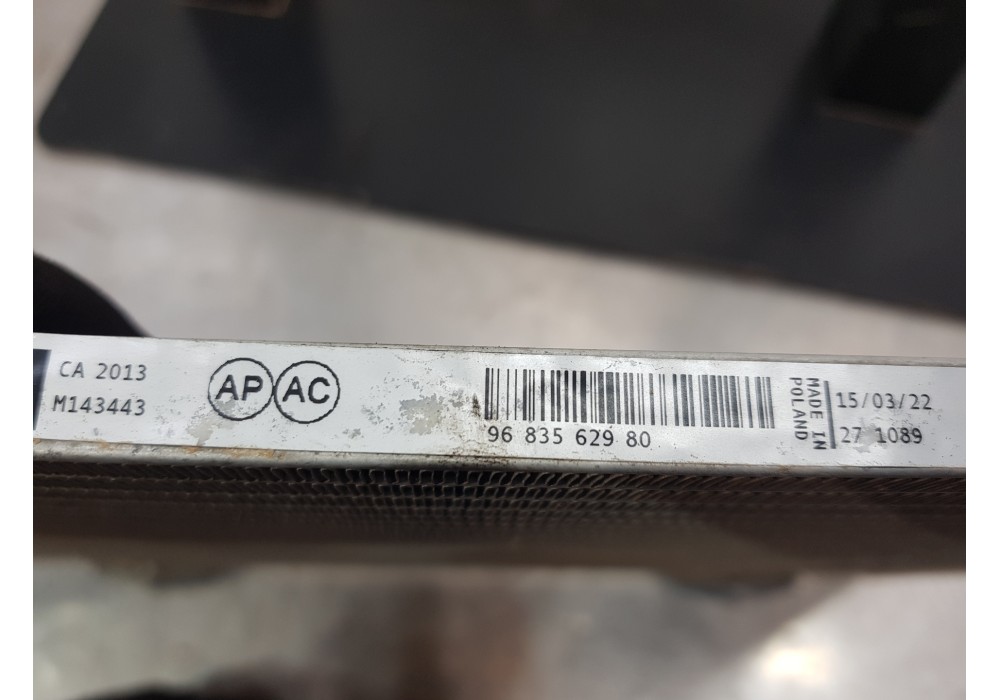 CA 2013
M143443
AP AC
96 835 629 80
MADE IN
POLAND
15/03/22
27 1089